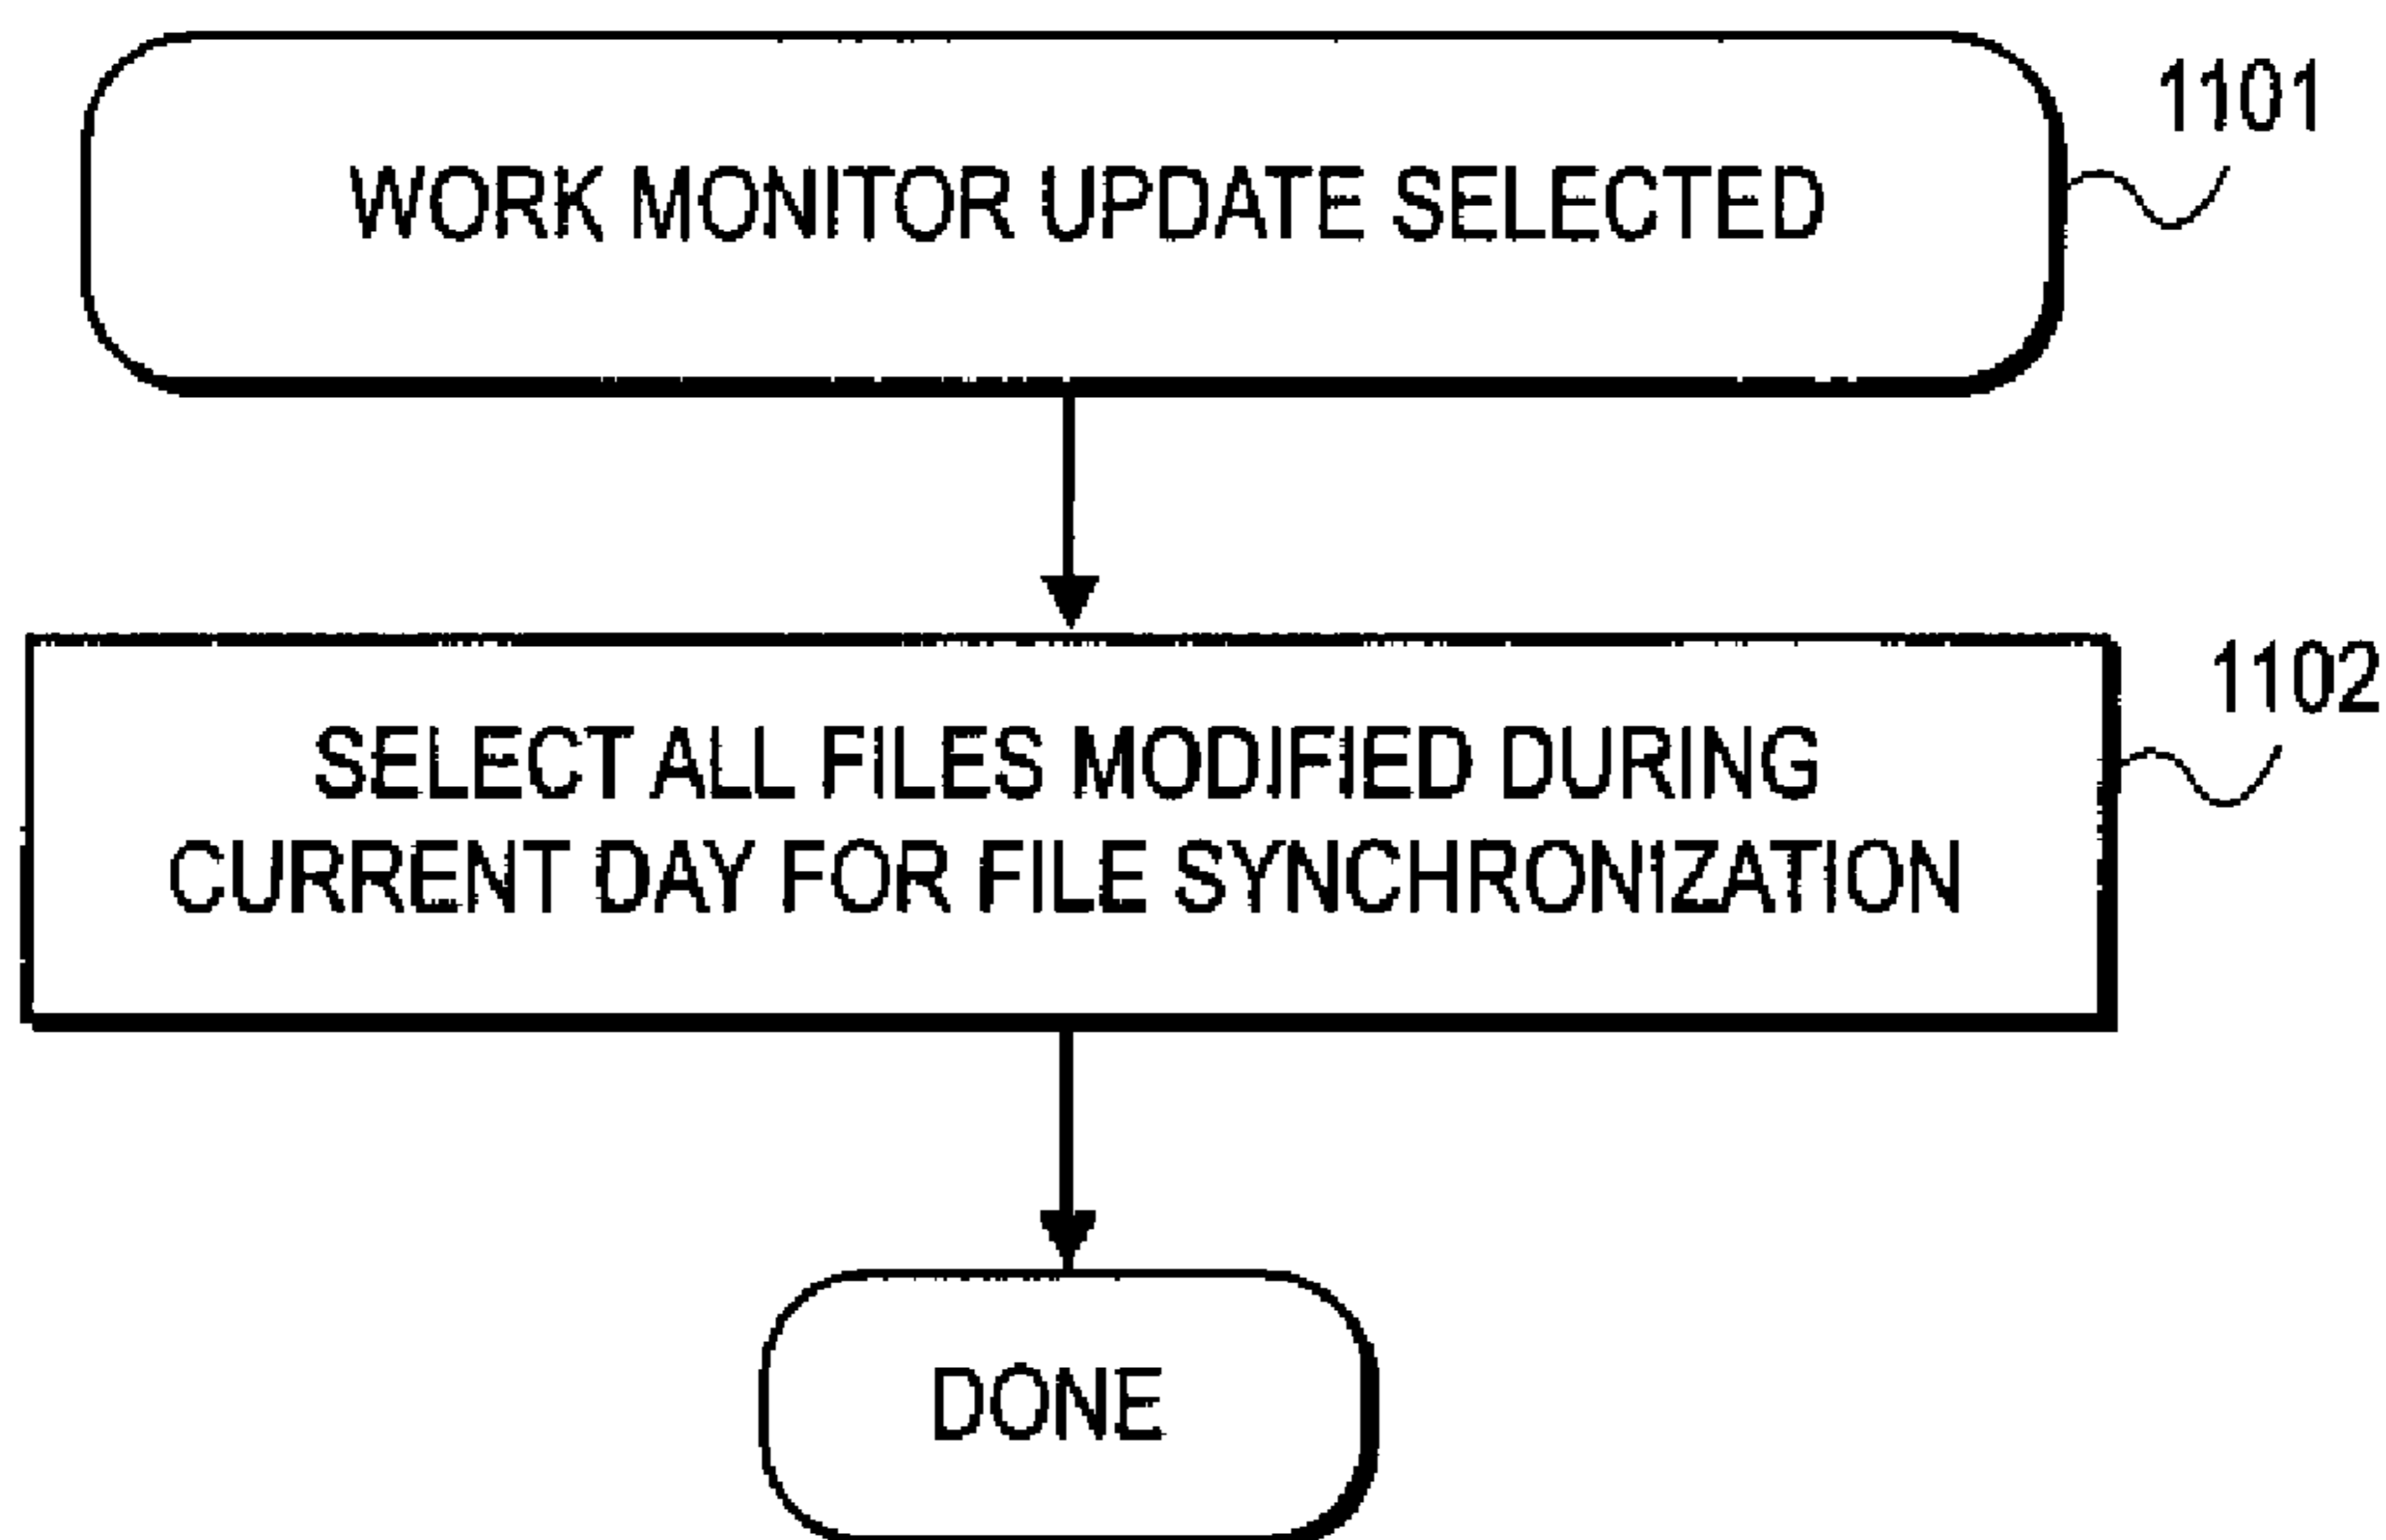 WORK MONITOR UPDATE SELECTED
1101
SELECT ALL FILES MODIFIED DURING
CURRENT DAY FOR FILE SYNCHRONIZATION
1102
DONE